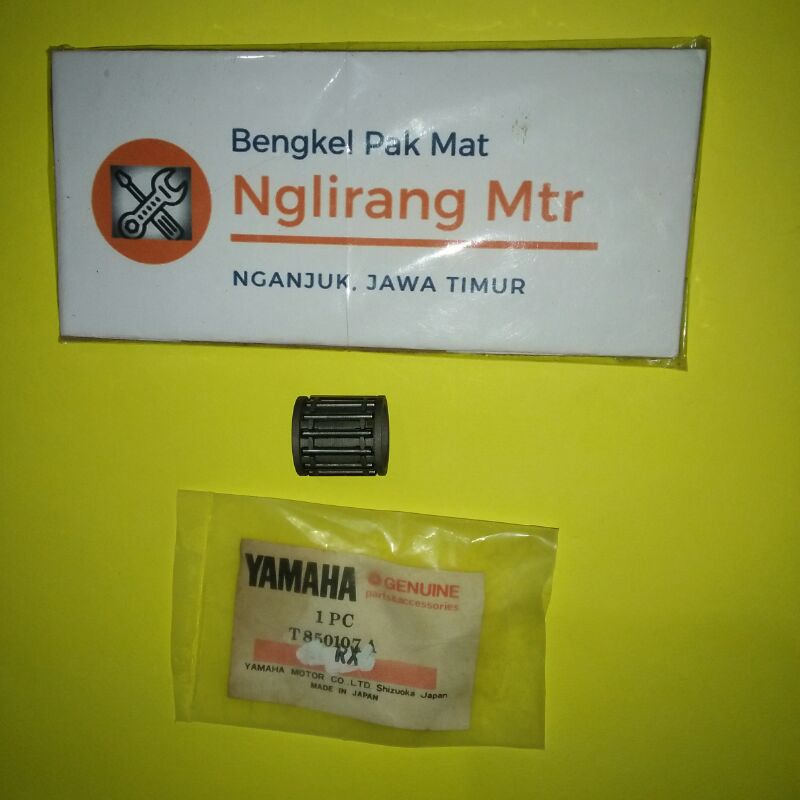 Bengkel Pak Mat
Nglirang Mtr
NGANJUK, JAWA TIMUR
YAMAHA
GENUINE
parts&accessories
1 PC
T850107A
RX
YAMAHA MOTOR CO.,LTD. Shizuoka Japan
MADE IN JAPAN